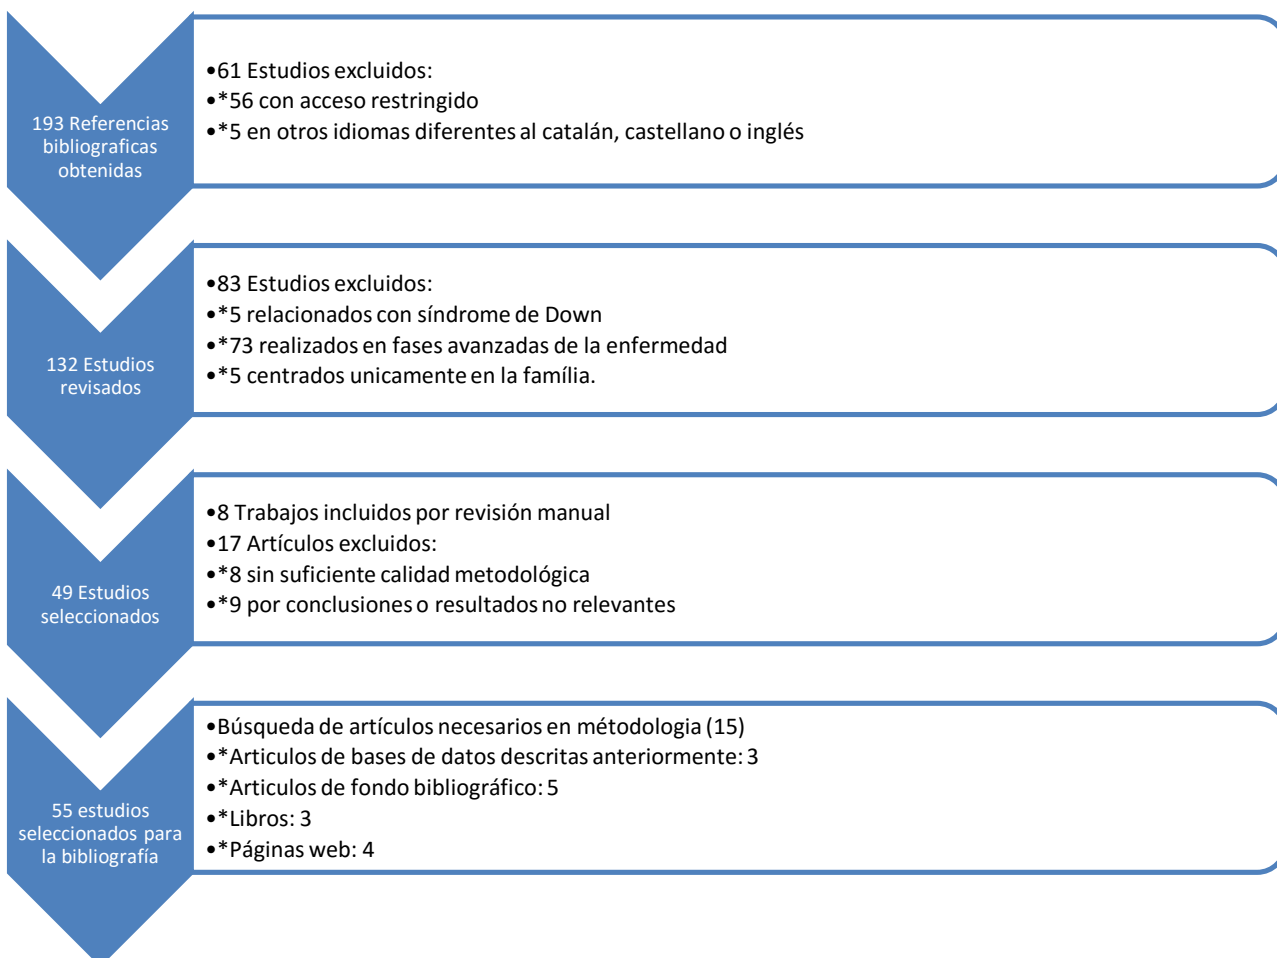 193 Referencias
bibliograficas
obtenidas
•61 Estudios excluidos:
•*56 con acceso restringido
•*5 en otros idiomas diferentes al catalán, castellano o inglés
132 Estudios
revisados
•83 Estudios excluidos:
•*5 relacionados con síndrome de Down
•*73 realizados en fases avanzadas de la enfermedad
•*5 centrados unicamente en la família.
49 Estudios
seleccionados
•8 Trabajos incluidos por revisión manual
•17 Artículos excluidos:
•*8 sin suficiente calidad metodológica
•*9 por conclusiones o resultados no relevantes
55 estudios
seleccionados para
la bibliografía
•Búsqueda de artículos necesarios en métodologia (15)
•*Articulos de bases de datos descritas anteriormente: 3
•*Articulos de fondo bibliográfico: 5
•*Libros: 3
•*Páginas web: 4